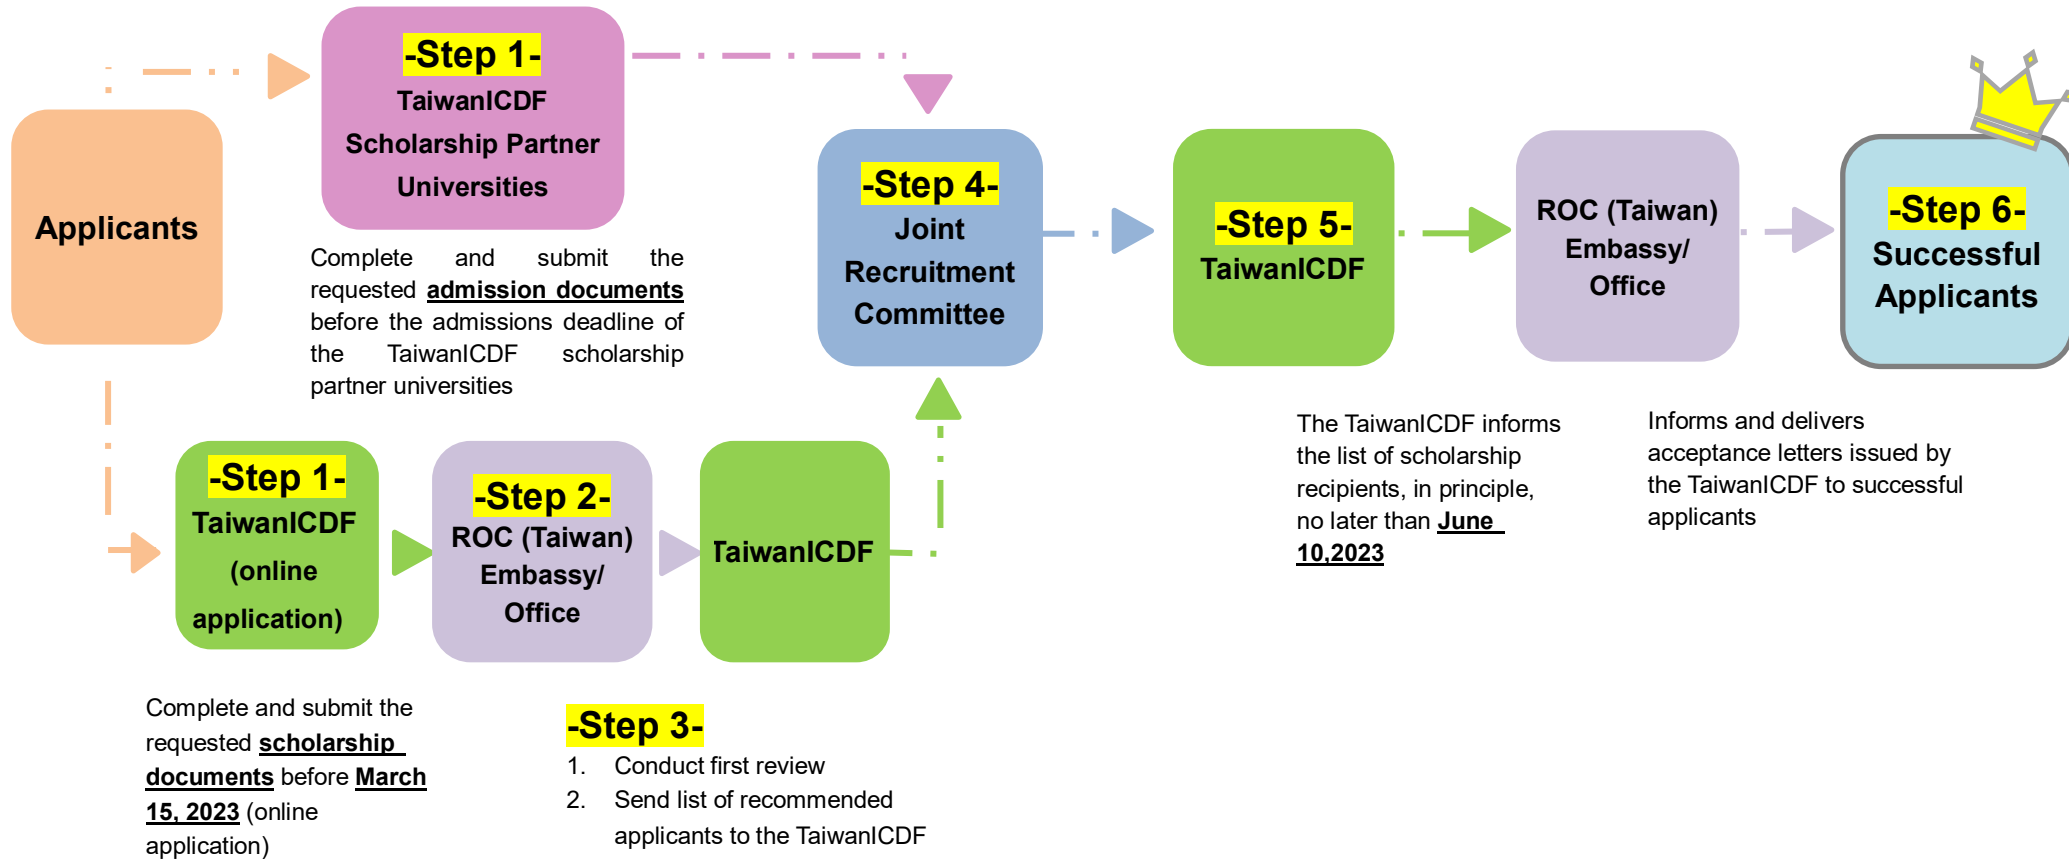 Applicants
-Step 1-
TaiwanICDF
Scholarship Partner
Universities
Complete and submit the
requested admission documents
before the admissions deadline of
the TaiwanICDF scholarship
partner universities
-Step 1-
TaiwanICDF
(online
application)
Complete and submit the
requested scholarship
documents before March
15, 2023 (online
application)
-Step 2-
ROC (Taiwan)
Embassy/
Office
TaiwanICDF
-Step 3-
1. Conduct first review
2. Send list of recommended
applicants to the TaiwanICDF
-Step 4-
Joint
Recruitment
Committee
-Step 5-
TaiwanICDF
The TaiwanICDF informs
the list of scholarship
recipients, in principle,
no later than June
10,2023
ROC (Taiwan)
Embassy/
Office
Informs and delivers
acceptance letters issued by
the TaiwanICDF to successful
applicants
-Step 6-
Successful
Applicants